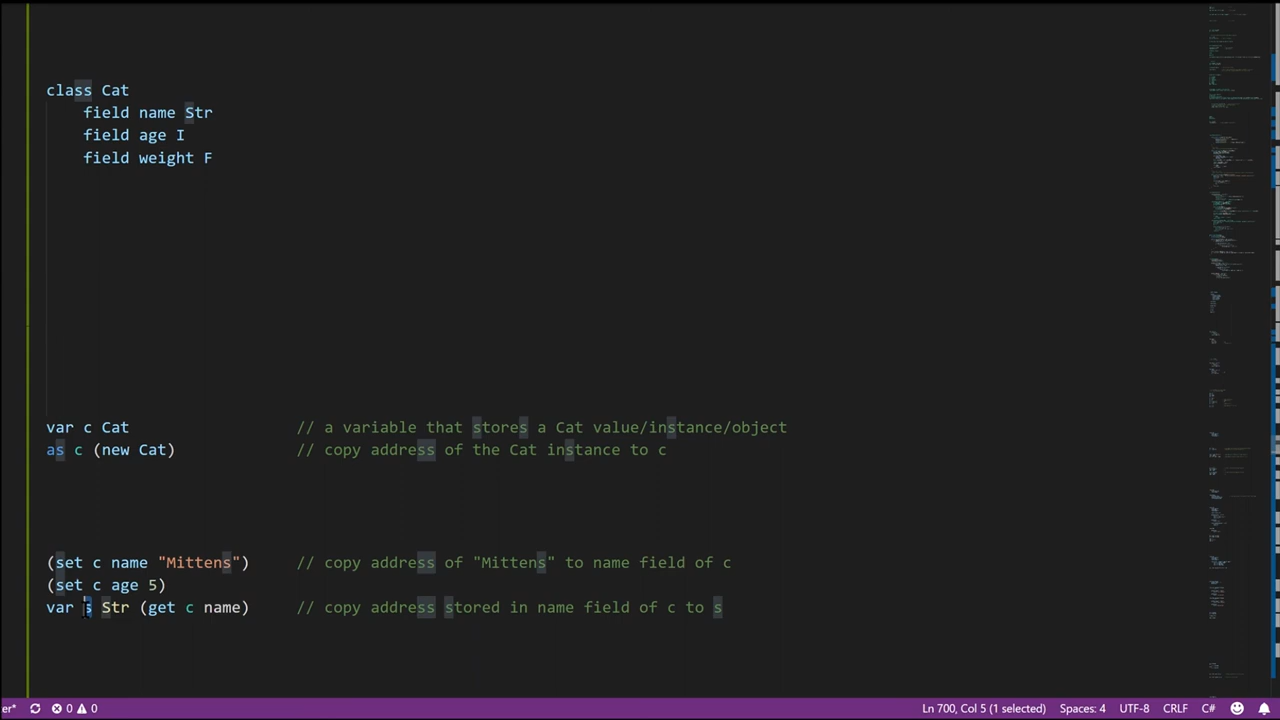 class Cat
field name Str
field age I
field weight F
var c Cat // a variable that stores a Cat value/instance/object
as c (new Cat) // copy address of the Cat instance to c
(set c name "Mittens") // copy address of "Mittens" to name field of c
(set c age 5)
var s Str (get c name) // copy address stored in name field of c to s
er* 0 0 Ln 700, Col 5 (1 selected) Spaces: 4 UTF-8 CRLF C#